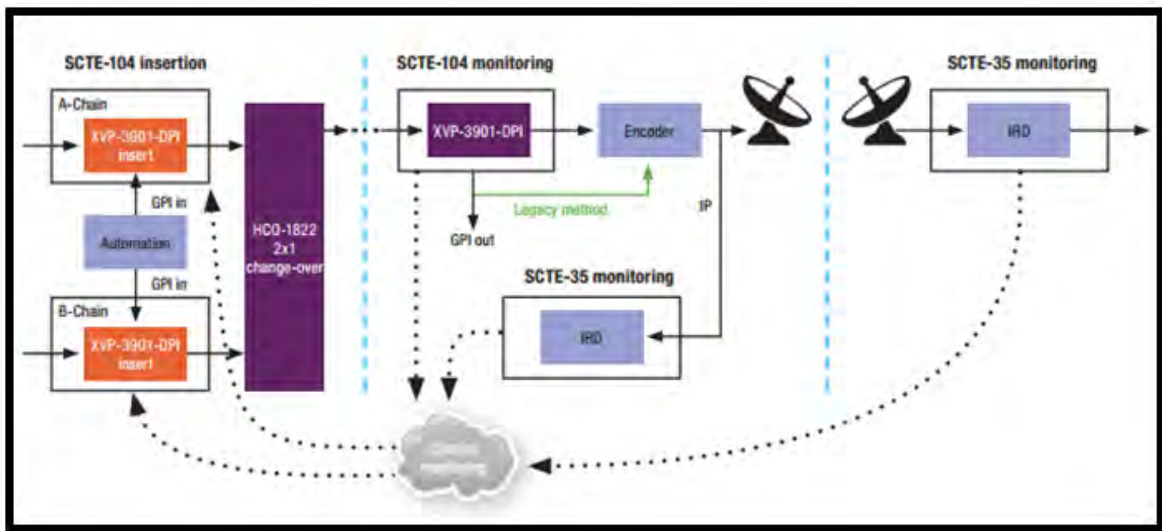 SCTE-104 insertion
A-Chain
XVP-3901-DPI
insert
GPI in
Automation
GPI in
B-Chain
XVP-3901-DPI
insert
HCO-1822
2x1
change-over
SCTE-104 monitoring
XVP-3901-DPI
Encoder
Legacy method
GPI out
IP
SCTE-35 monitoring
IRD
SCTE-35 monitoring
IRD